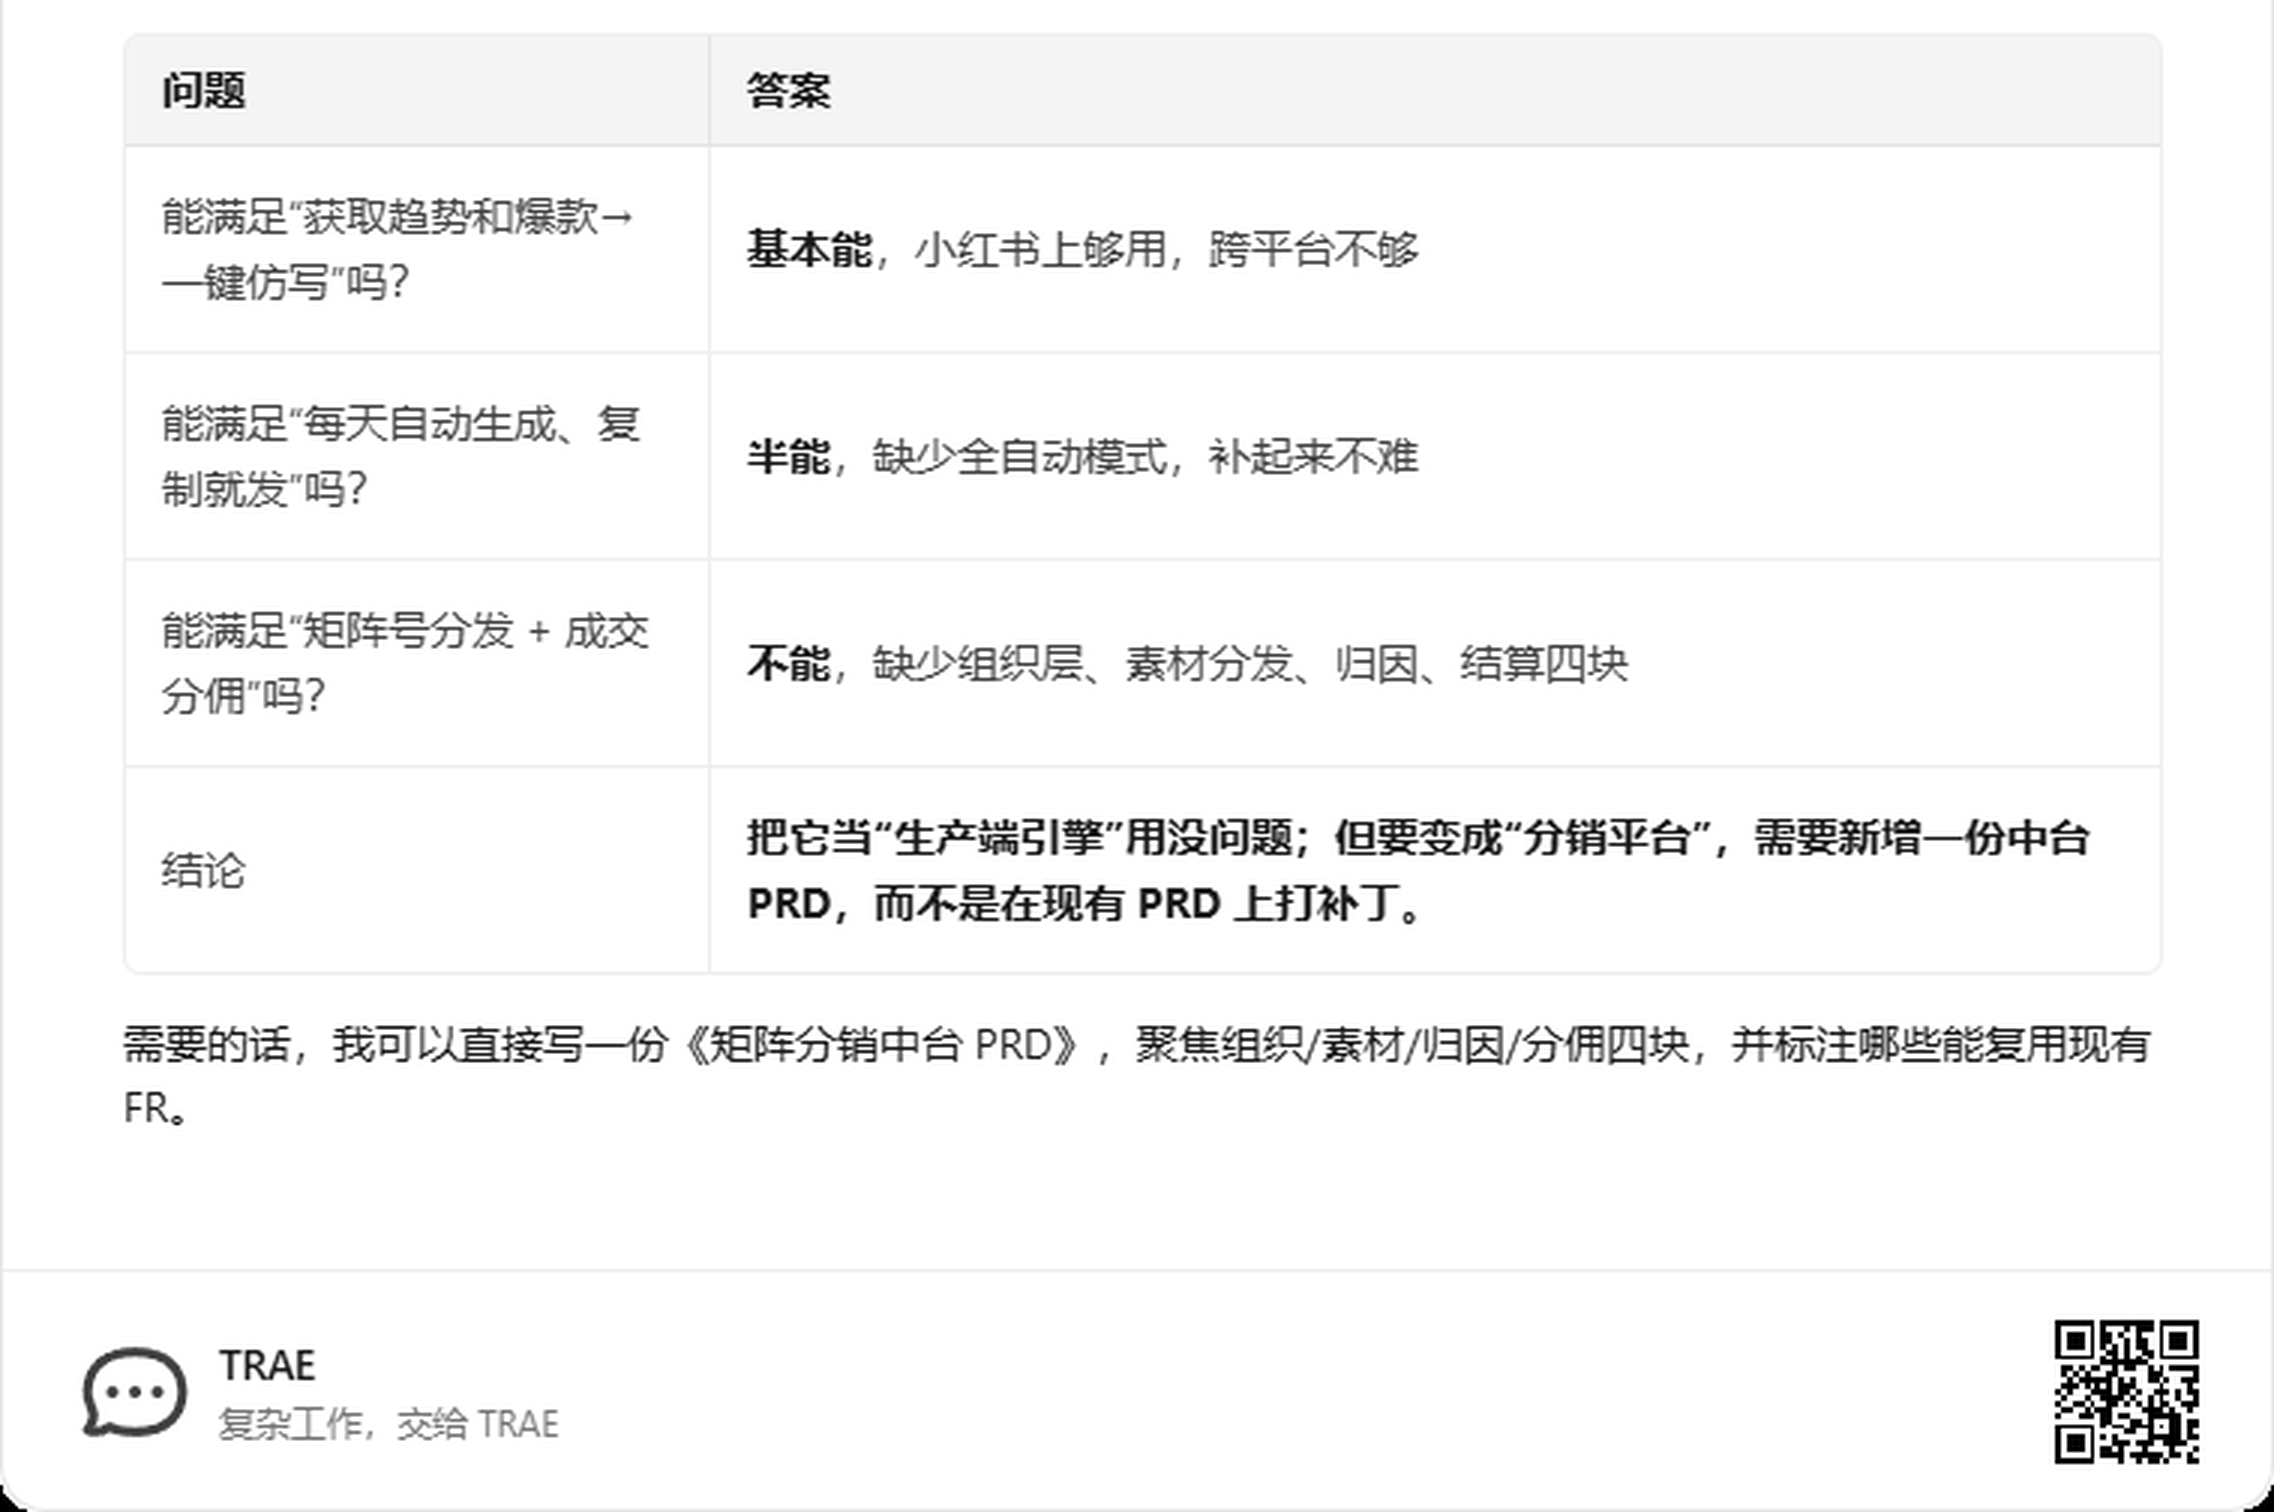 问题
答案
能满足“获取趋势和爆款→
一键仿写”吗？
基本能，小红书上够用，跨平台不够
能满足“每天自动生成、复
制就发”吗？
半能，缺少全自动模式，补起来不难
能满足“矩阵号分发 + 成交
分佣”吗？
不能，缺少组织层、素材分发、归因、结算四块
结论
把它当“生产端引擎”用没问题；但要变成“分销平台”，需要新增一份中台
PRD，而不是在现有 PRD 上打补丁。
需要的话，我可以直接写一份《矩阵分销中台 PRD》，聚焦组织/素材/归因/分佣四块，并标注哪些能复用现有
FR。
TRAE
复杂工作，交给 TRAE